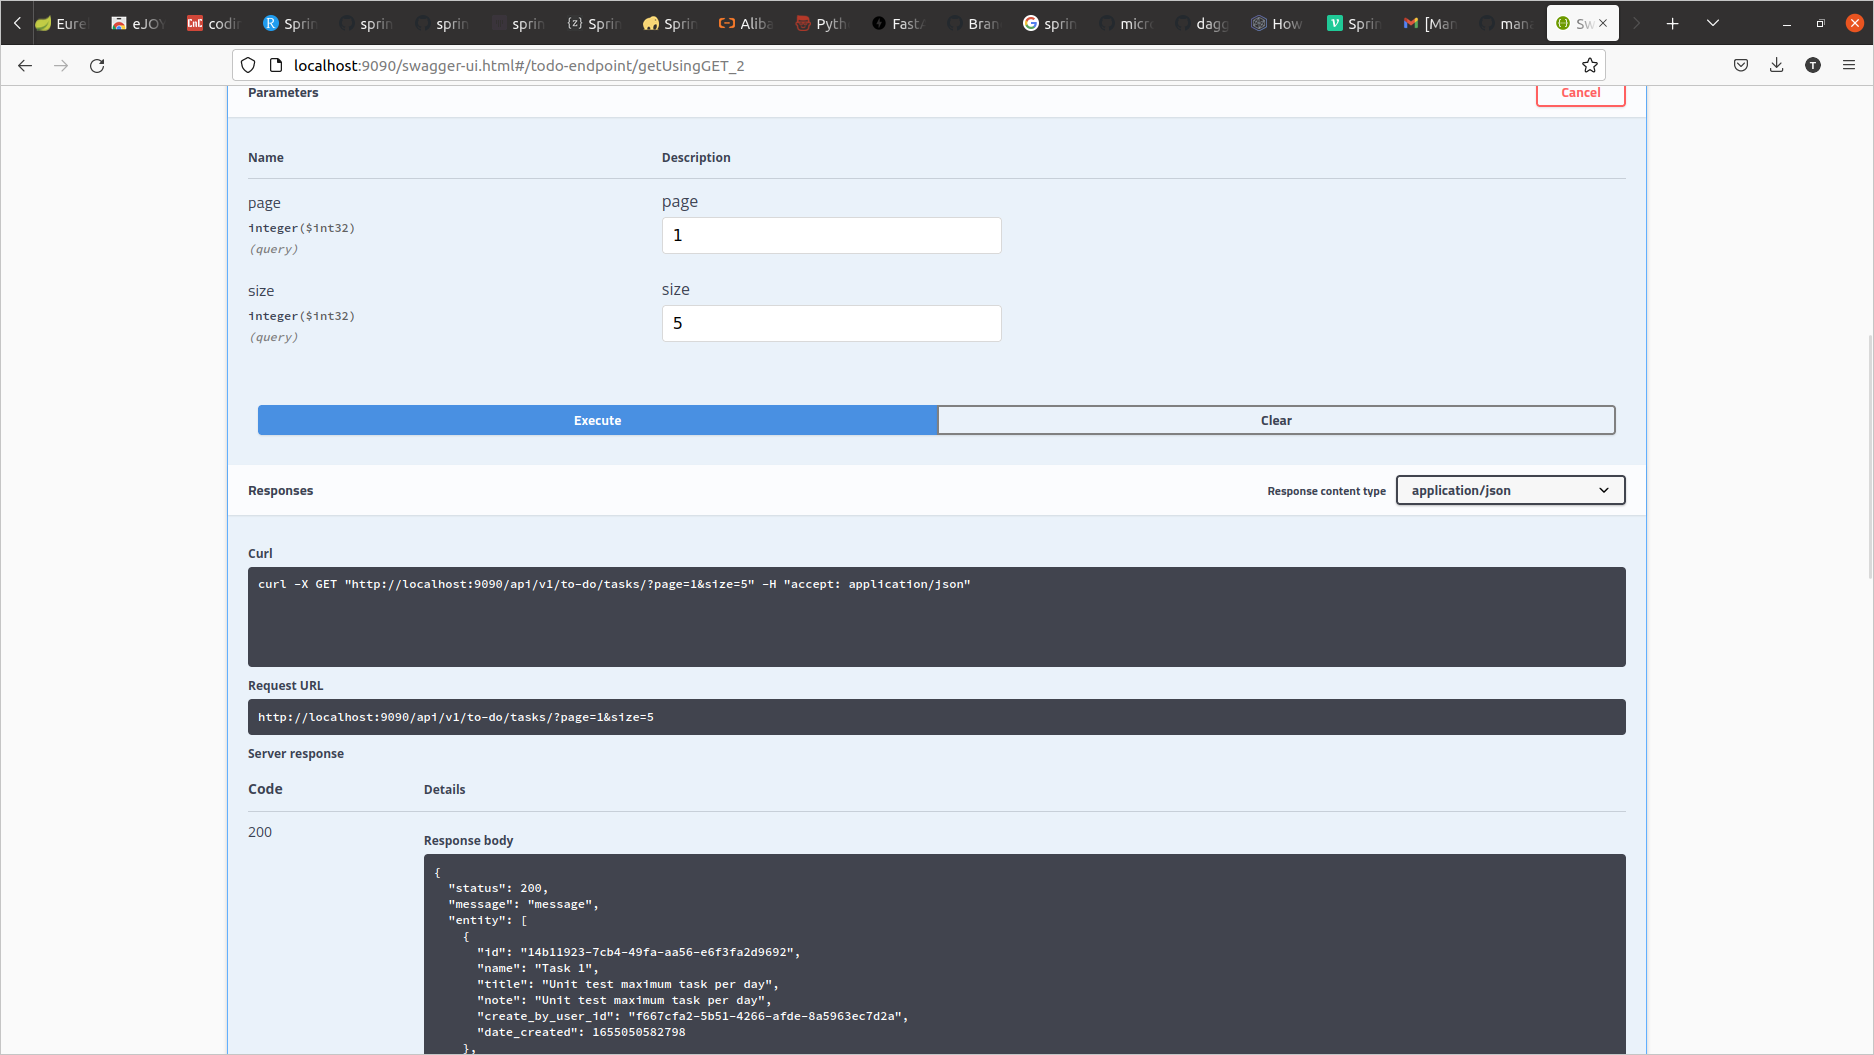 Eure
eJOY
codin
Sprin
sprin
sprin
sprin
Sprin
Sprin
Aliba
Pyth
FastA
Bran
sprin
micro
dagg
How
Sprin
[Man
man
Sw
localhost:9090/swagger-ui.html#/todo-endpoint/getUsingGET_2
Parameters
Cancel
Name Description
page page
integer($int32) 1
(query)
size size
integer($int32) 5
(query)
Execute Clear
Responses Response content type application/json
Curl
curl -X GET "http://localhost:9090/api/v1/to-do/tasks/?page=1&size=5" -H "accept: application/json"
Request URL
http://localhost:9090/api/v1/to-do/tasks/?page=1&size=5
Server response
Code Details
200
Response body
{
"status": 200,
"message": "message",
"entity": [
{
"id": "14b11923-7cb4-49fa-aa56-e6f3fa2d9692",
"name": "Task 1",
"title": "Unit test maximum task per day",
"note": "Unit test maximum task per day",
"create_by_user_id": "f667cfa2-5b51-4266-afde-8a5963ec7d2a",
"date_created": 1655050582798
},